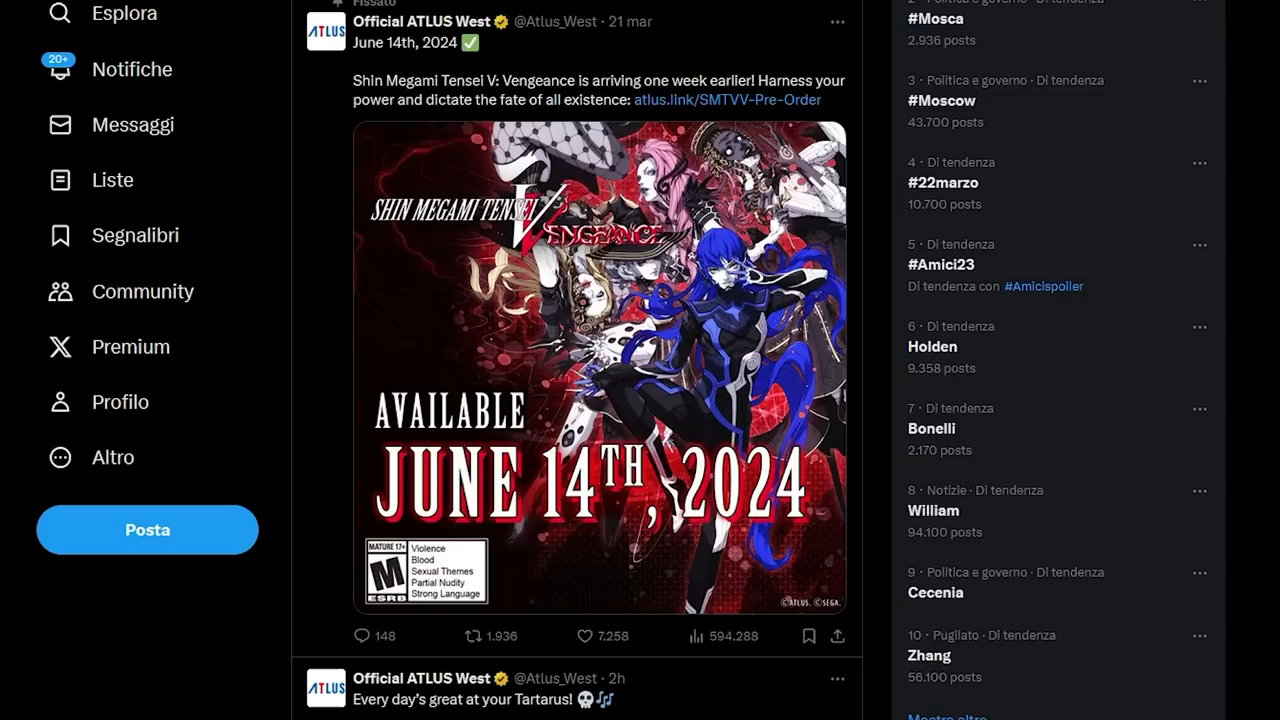 Esplora
20+
Notifiche
Messaggi
Liste
Segnalibri
Community
Premium
Profilo
Altro
Posta
Fissato
ATLUS
Official ATLUS West @Atlus_West · 21 mar
June 14th, 2024 ✅
Shin Megami Tensei V: Vengeance is arriving one week earlier! Harness your
power and dictate the fate of all existence: atlus.link/SMTVV-Pre-Order
SHIN MEGAMI TENSEI V
VENGEANCE
AVAILABLE
JUNE 14TH, 2024
MATURE 17+
M
ESRB
Violence
Blood
Sexual Themes
Partial Nudity
Strong Language
©ATLUS. ©SEGA.
148
1.936
7.258
594.288
ATLUS
Official ATLUS West @Atlus_West · 2h
Every day's great at your Tartarus! 💀🎶
#Mosca
2.936 posts
3 · Politica e governo · Di tendenza
#Moscow
43.700 posts
4 · Di tendenza
#22marzo
10.700 posts
5 · Di tendenza
#Amici23
Di tendenza con #Amicispoiler
6 · Di tendenza
Holden
9.358 posts
7 · Di tendenza
Bonelli
2.170 posts
8 · Notizie · Di tendenza
William
94.100 posts
9 · Politica e governo · Di tendenza
Cecenia
10 · Pugilato · Di tendenza
Zhang
56.100 posts
Mostra altro